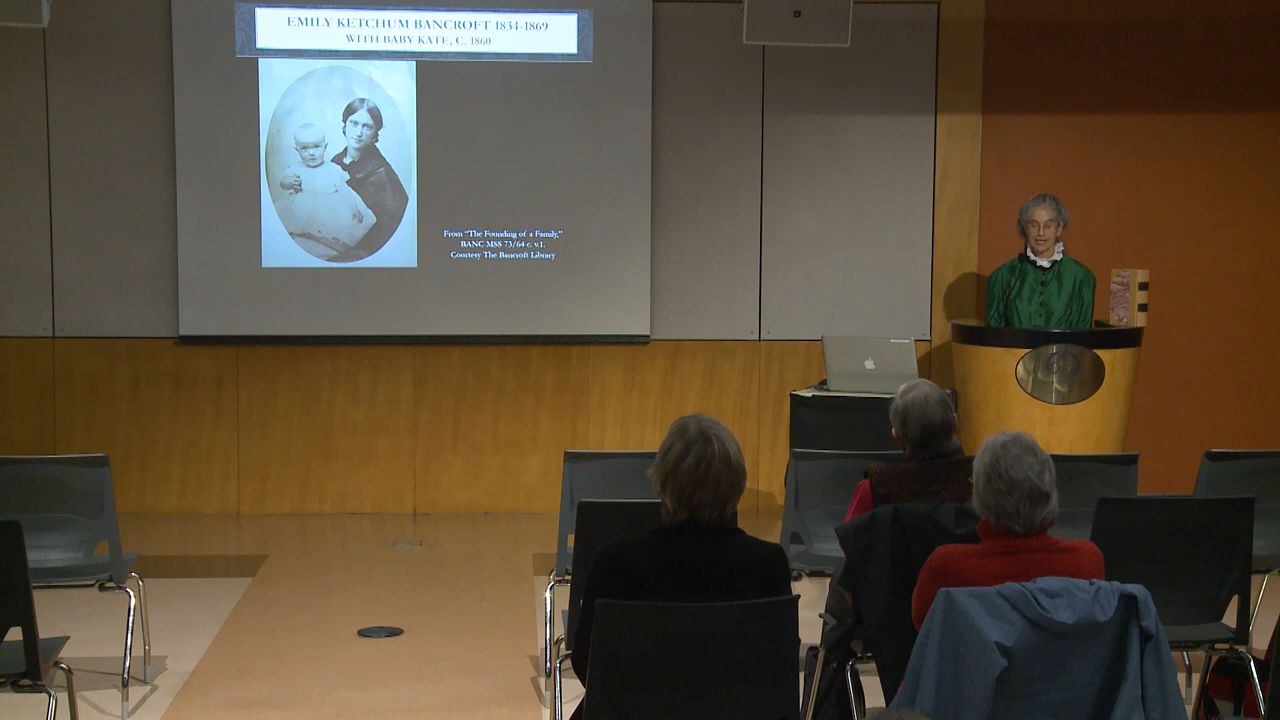 EMILY KETCHUM BANCROFT 1834-1869
WITH BABY KATE, C. 1860
From "The Founding of a Family,"
BANC MSS 73/64 c. v.1.
Courtesy The Bancroft Library